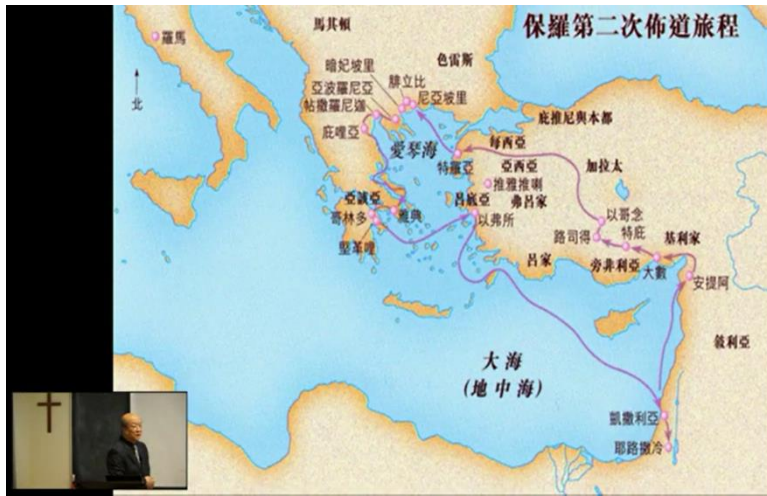 保羅第二次佈道旅程
馬其頓
羅馬
色雷斯
北
暗妃坡里
腓立比
亞波羅尼亞
尼亞坡里
帖撒羅尼迦
庇哩亞
庇推尼與本都
愛琴海
每西亞
特羅亞
亞西亞
加拉太
推雅推喇
亞該亞
呂底亞
弗呂家
哥林多
雅典
以弗所
以哥念
路司得
特庇
基利家
堅革哩
呂家
旁非利亞
大數
安提阿
敍利亞
大海
(地中海)
凱撒利亞
耶路撒冷